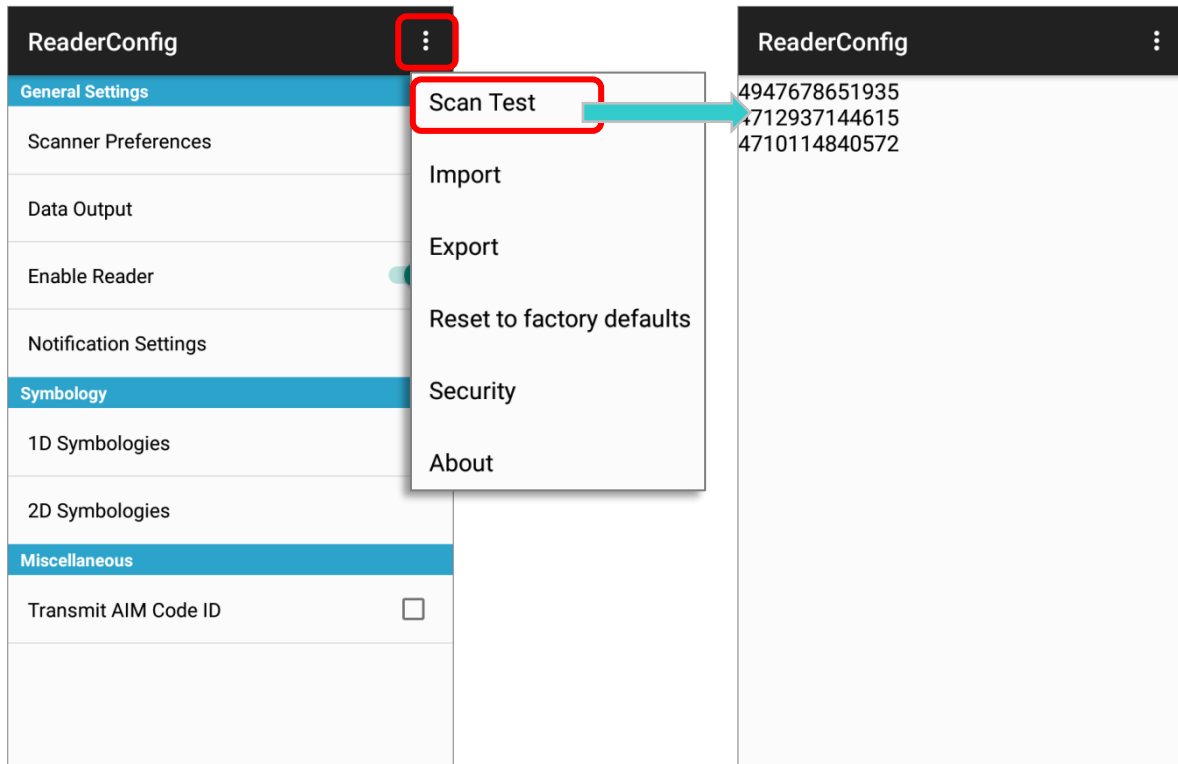 ReaderConfig
General Settings
Scanner Preferences
Data Output
Enable Reader
Notification Settings
Symbology
1D Symbologies
2D Symbologies
Miscellaneous
Transmit AIM Code ID
Scan Test
Import
Export
Reset to factory defaults
Security
About
ReaderConfig
4947678651935
4712937144615
4710114840572